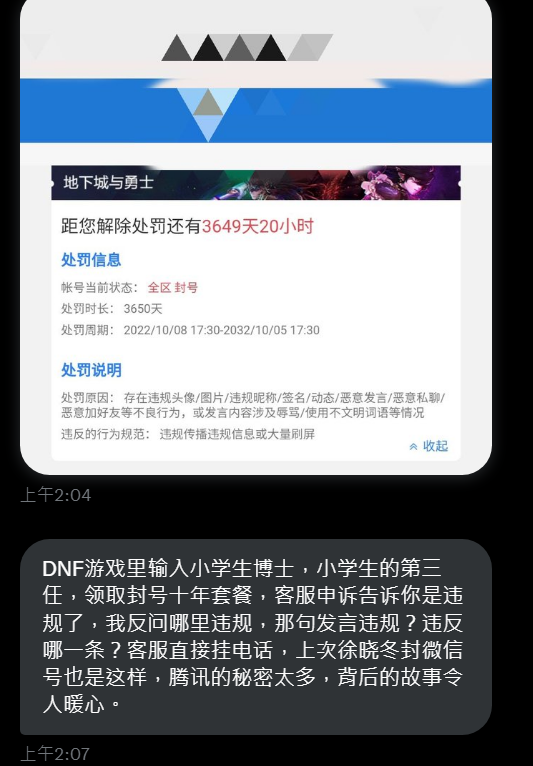 地下城与勇士
距您解除处罚还有3649天20小时
处罚信息
帐号当前状态： 全区 封号
处罚时长： 3650天
处罚周期： 2022/10/08 17:30-2032/10/05 17:30
处罚说明
处罚原因： 存在违规头像/图片/违规昵称/签名/动态/恶意发言/恶意私聊/
恶意加好友等不良行为，或发言内容涉及辱骂/使用不文明词语等情况
违反的行为规范： 违规传播违规信息或大量刷屏
收起
上午2:04
DNF游戏里输入小学生博士，小学生的第三
任，领取封号十年套餐，客服申诉告诉你是违
规了，我反问哪里违规，那句发言违规？违反
哪一条？客服直接挂电话，上次徐晓冬封微信
号也是这样，腾讯的秘密太多，背后的故事令
人暖心。
上午2:07